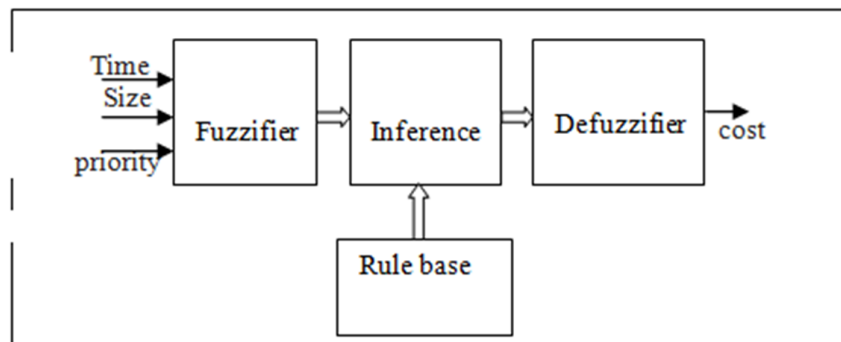 Time
Size
priority
Fuzzifier
Inference
Defuzzifier
cost
Rule base